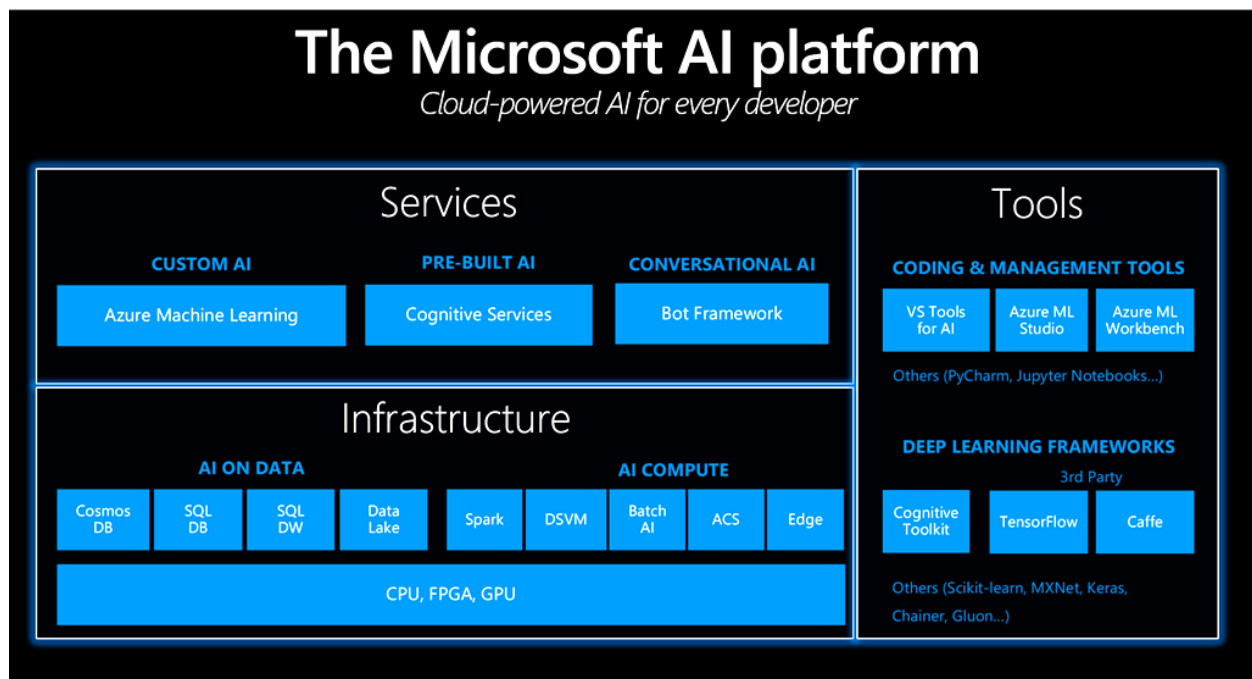 The Microsoft AI platform
Cloud-powered AI for every developer
Services
CUSTOM AI
Azure Machine Learning
PRE-BUILT AI
Cognitive Services
CONVERSATIONAL AI
Bot Framework
Infrastructure
AI ON DATA
Cosmos
DB
SQL
DB
SQL
DW
Data
Lake
AI COMPUTE
Spark
DSVM
Batch
AI
ACS
Edge
CPU, FPGA, GPU
Tools
CODING & MANAGEMENT TOOLS
VS Tools
for AI
Azure ML
Studio
Azure ML
Workbench
Others (PyCharm, Jupyter Notebooks...)
DEEP LEARNING FRAMEWORKS
3rd Party
Cognitive
Toolkit
TensorFlow
Caffe
Others (Scikit-learn, MXNet, Keras,
Chainer, Gluon...)